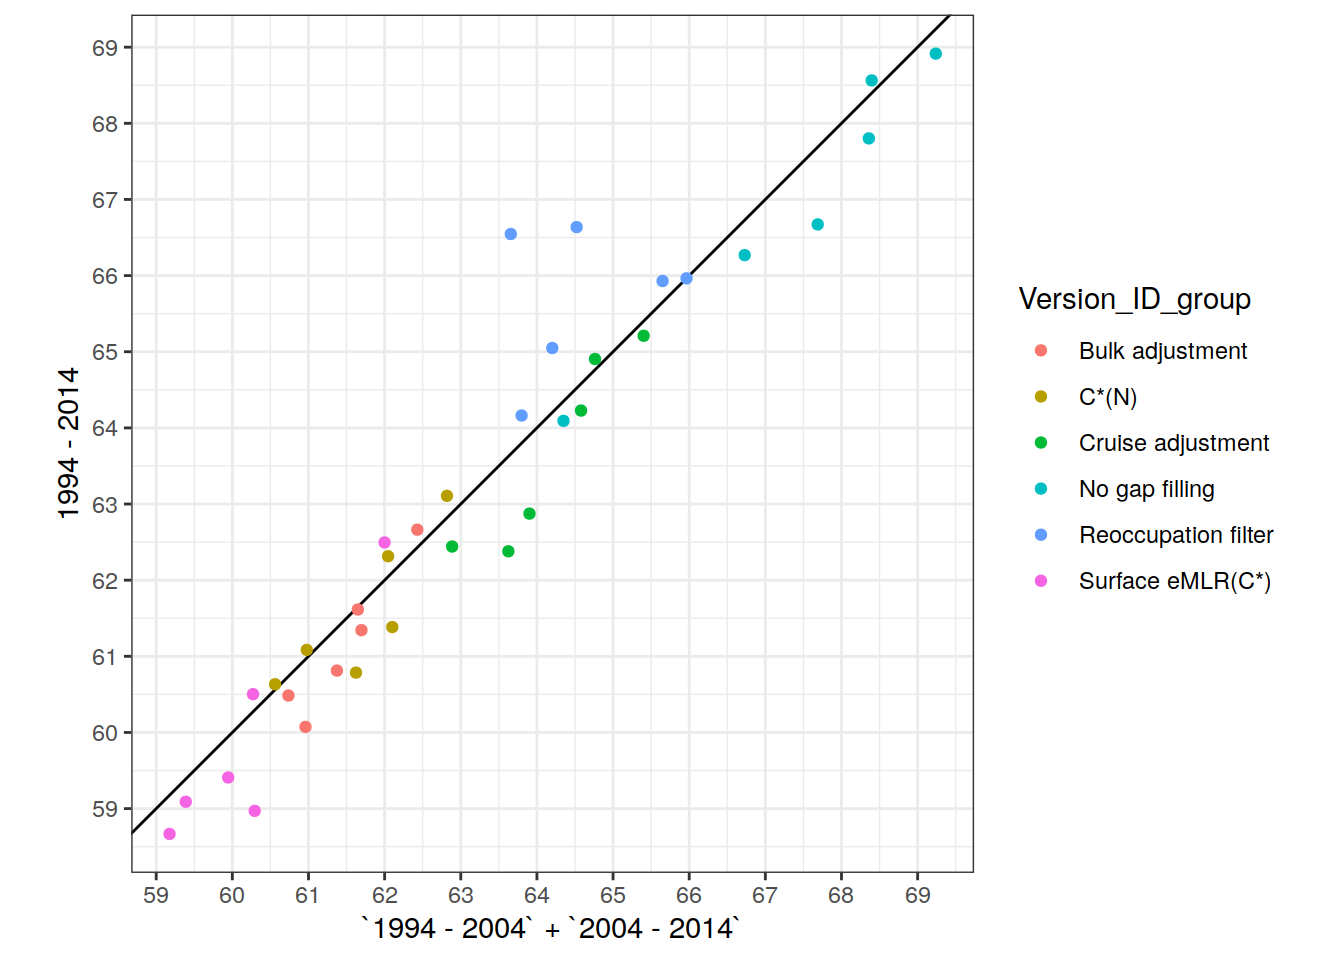 69
68
67
66
65
64
63
62
61
60
59
1994 - 2014
59 60 61 62 63 64 65 66 67 68 69
`1994 - 2004` + `2004 - 2014`
Version_ID_group
Bulk adjustment
C*(N)
Cruise adjustment
No gap filling
Reoccupation filter
Surface eMLR(C*)